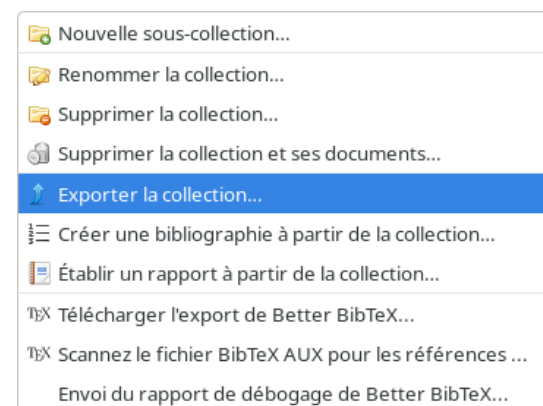 Nouvelle sous-collection...
Renommer la collection...
Supprimer la collection...
Supprimer la collection et ses documents...
Exporter la collection...
Créer une bibliographie à partir de la collection...
Établir un rapport à partir de la collection...
TEX Télécharger l'export de Better BibTeX...
TEX Scannez le fichier BibTeX AUX pour les références ...
Envoi du rapport de débogage de Better BibTeX...